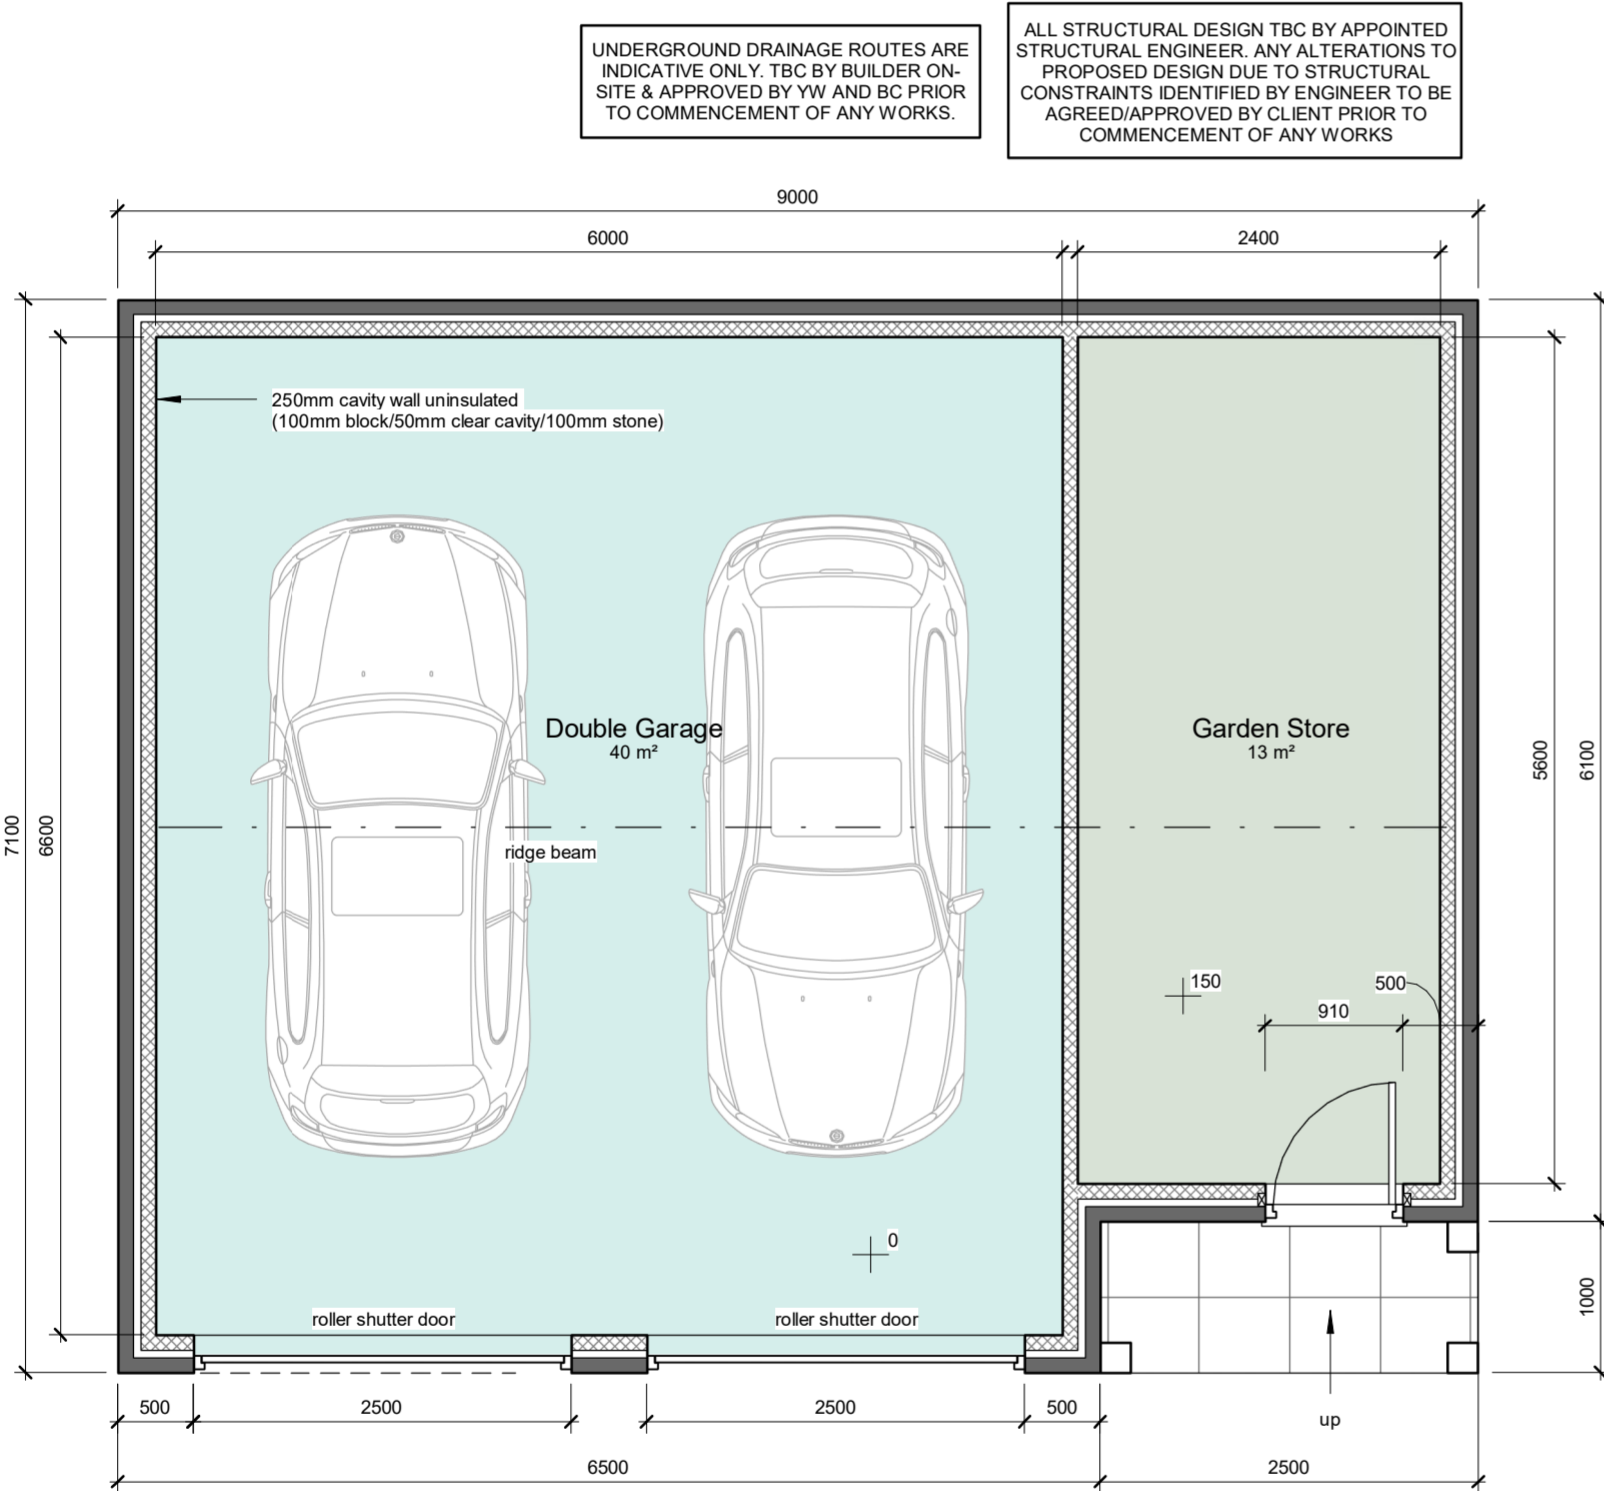 UNDERGROUND DRAINAGE ROUTES ARE
INDICATIVE ONLY. TBC BY BUILDER ON-
SITE & APPROVED BY YW AND BC PRIOR
TO COMMENCEMENT OF ANY WORKS.
ALL STRUCTURAL DESIGN TBC BY APPOINTED
STRUCTURAL ENGINEER. ANY ALTERATIONS TO
PROPOSED DESIGN DUE TO STRUCTURAL
CONSTRAINTS IDENTIFIED BY ENGINEER TO BE
AGREED/APPROVED BY CLIENT PRIOR TO
COMMENCEMENT OF ANY WORKS
9000
6000
2400
250mm cavity wall uninsulated
(100mm block/50mm clear cavity/100mm stone)
Double Garage
40 m²
Garden Store
13 m²
7100
6600
5600
6100
ridge beam
150
500
910
0
roller shutter door
roller shutter door
1000
500
2500
2500
500
up
6500
2500